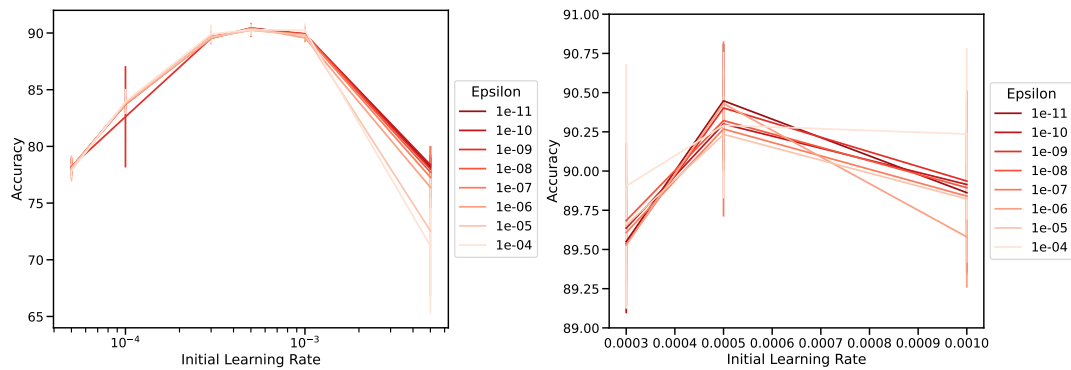 90
85
80
75
70
65
Accuracy
10⁻⁴
10⁻³
Initial Learning Rate
Epsilon
1e-11
1e-10
1e-09
1e-08
1e-07
1e-06
1e-05
1e-04
91.00
90.75
90.50
90.25
90.00
89.75
89.50
89.25
89.00
Accuracy
0.0003 0.0004 0.0005 0.0006 0.0007 0.0008 0.0009 0.0010
Initial Learning Rate
Epsilon
1e-11
1e-10
1e-09
1e-08
1e-07
1e-06
1e-05
1e-04